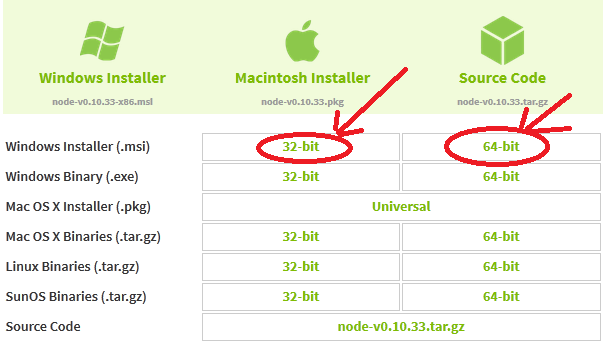 Windows Installer Macintosh Installer Source Code
node-v0.10.33-x86.msi node-v0.10.33.pkg node-v0.10.33.tar.gz
Windows Installer (.msi) 32-bit 64-bit
Windows Binary (.exe) 32-bit 64-bit
Mac OS X Installer (.pkg) Universal
Mac OS X Binaries (.tar.gz) 32-bit 64-bit
Linux Binaries (.tar.gz) 32-bit 64-bit
SunOS Binaries (.tar.gz) 32-bit 64-bit
Source Code node-v0.10.33.tar.gz